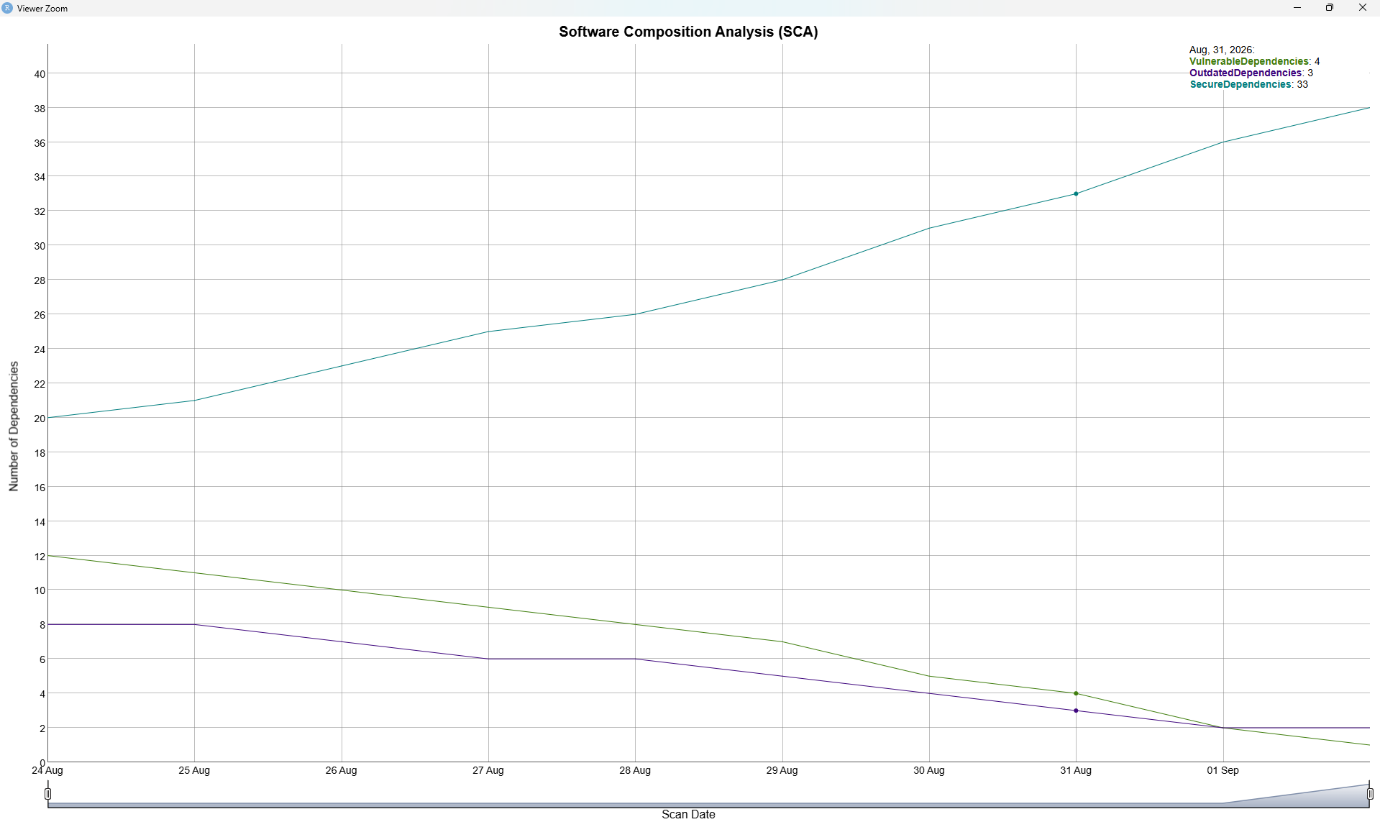 R Viewer Zoom
Software Composition Analysis (SCA)
Aug, 31, 2026:
VulnerableDependencies: 4
OutdatedDependencies: 3
SecureDependencies: 33
40
38
36
34
32
30
28
26
24
22
20
18
16
14
12
10
8
6
4
2
0
Number of Dependencies
24 Aug 25 Aug 26 Aug 27 Aug 28 Aug 29 Aug 30 Aug 31 Aug 01 Sep
Scan Date